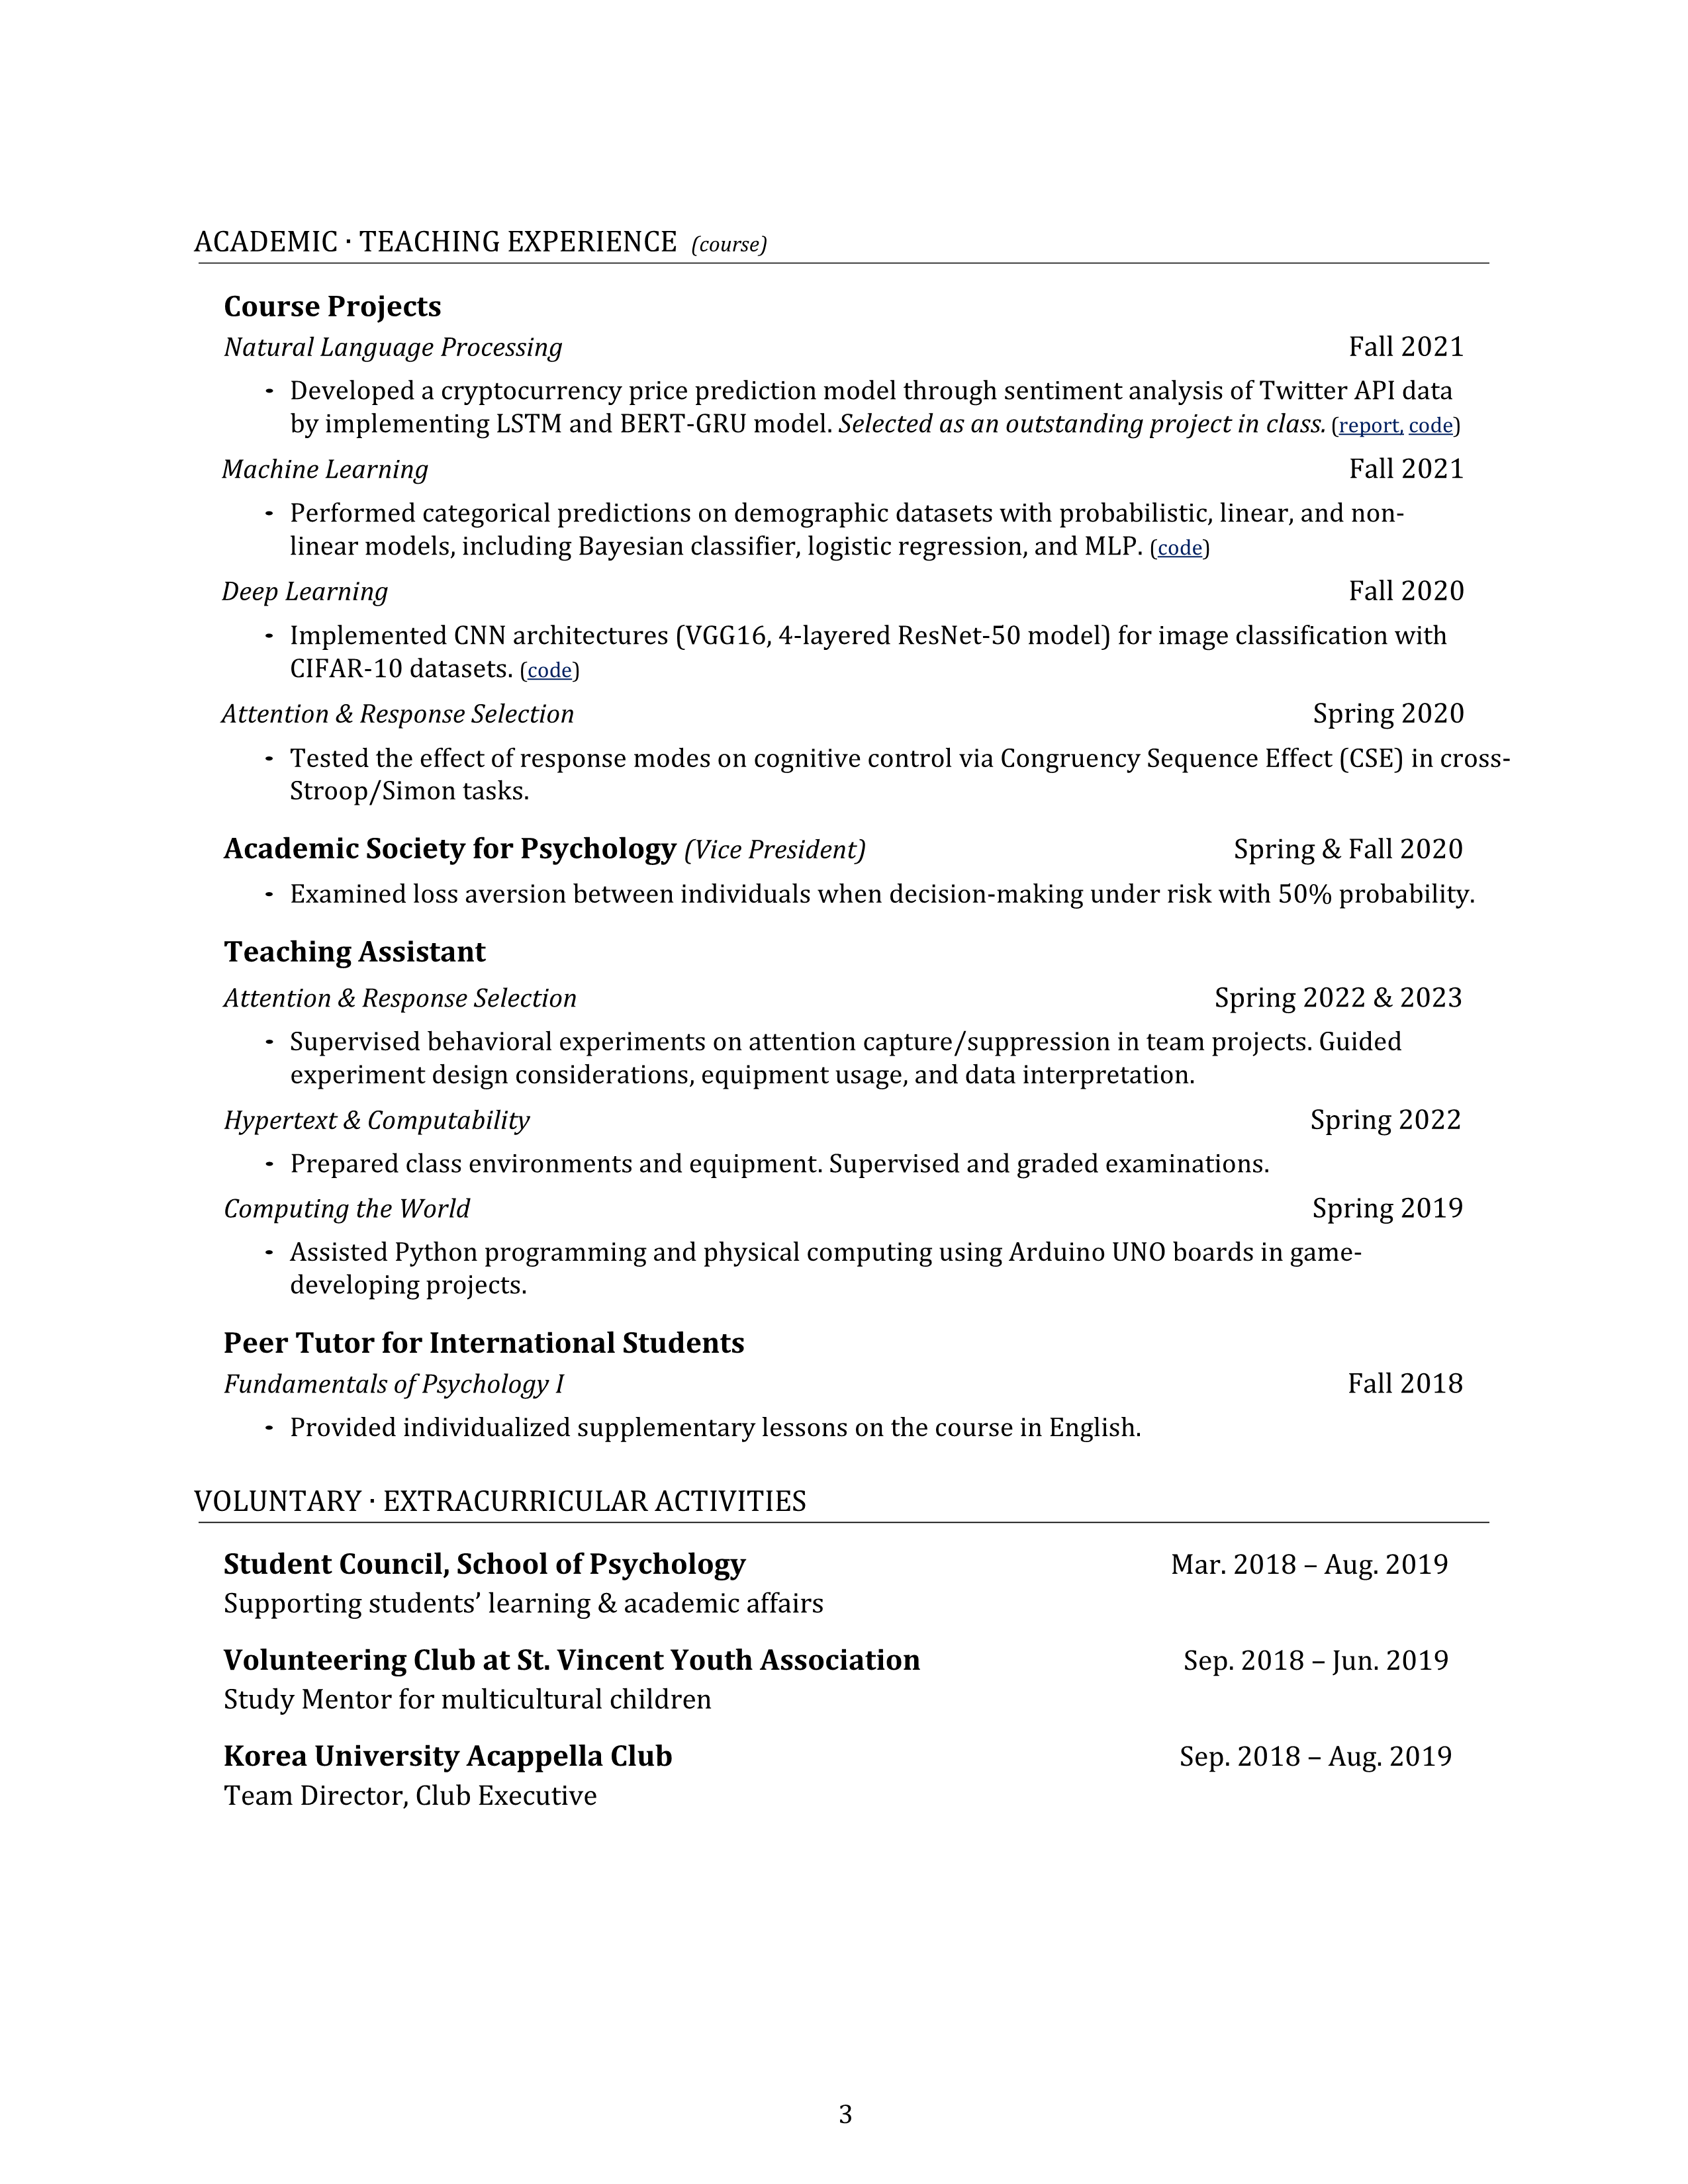 ACADEMIC · TEACHING EXPERIENCE (course)
Course Projects
Natural Language Processing Fall 2021
- Developed a cryptocurrency price prediction model through sentiment analysis of Twitter API data
by implementing LSTM and BERT-GRU model. Selected as an outstanding project in class. (report, code)
Machine Learning Fall 2021
- Performed categorical predictions on demographic datasets with probabilistic, linear, and non-
linear models, including Bayesian classifier, logistic regression, and MLP. (code)
Deep Learning Fall 2020
- Implemented CNN architectures (VGG16, 4-layered ResNet-50 model) for image classification with
CIFAR-10 datasets. (code)
Attention & Response Selection Spring 2020
- Tested the effect of response modes on cognitive control via Congruency Sequence Effect (CSE) in cross-
Stroop/Simon tasks.
Academic Society for Psychology (Vice President) Spring & Fall 2020
- Examined loss aversion between individuals when decision-making under risk with 50% probability.
Teaching Assistant
Attention & Response Selection Spring 2022 & 2023
- Supervised behavioral experiments on attention capture/suppression in team projects. Guided
experiment design considerations, equipment usage, and data interpretation.
Hypertext & Computability Spring 2022
- Prepared class environments and equipment. Supervised and graded examinations.
Computing the World Spring 2019
- Assisted Python programming and physical computing using Arduino UNO boards in game-
developing projects.
Peer Tutor for International Students
Fundamentals of Psychology I Fall 2018
- Provided individualized supplementary lessons on the course in English.
VOLUNTARY · EXTRACURRICULAR ACTIVITIES
Student Council, School of Psychology Mar. 2018 – Aug. 2019
Supporting students’ learning & academic affairs
Volunteering Club at St. Vincent Youth Association Sep. 2018 – Jun. 2019
Study Mentor for multicultural children
Korea University Acappella Club Sep. 2018 – Aug. 2019
Team Director, Club Executive
3